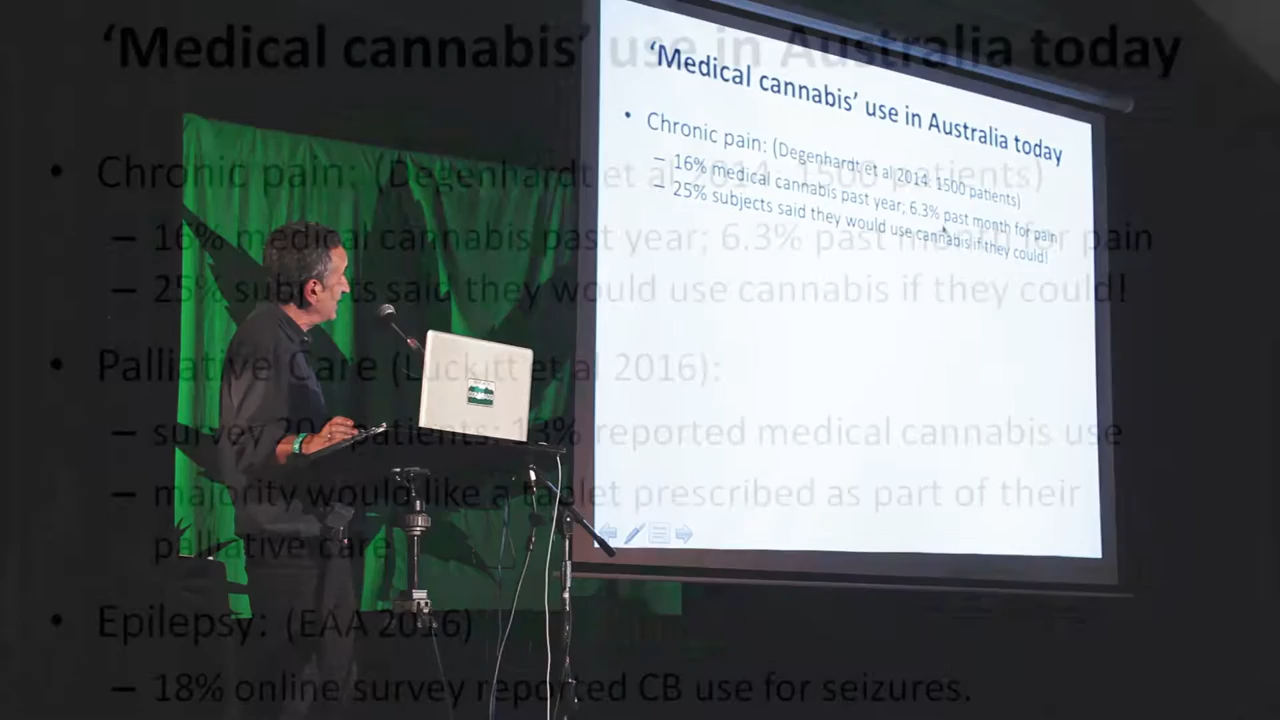 ‘Medical cannabis’ use in Australia today
• Chronic pain: (Degenhardt et al 2014: 1500 patients)
– 16% medical cannabis past year; 6.3% past month for pain
– 25% subjects said they would use cannabis if they could!
‘Medical cannabis’ use in Australia today
• Chronic pain: (Degenhardt et al 2014: 1500 patients)
– 16% medical cannabis past year; 6.3% past month for pain
– 25% subjects said they would use cannabis if they could!
• Palliative Care (Luckitt et al 2016):
– survey patients: 13% reported medical cannabis use
– majority would like a tablet prescribed as part of their
palliative care
• Epilepsy: (EAA 2016)
– 18% online survey reported CB use for seizures.